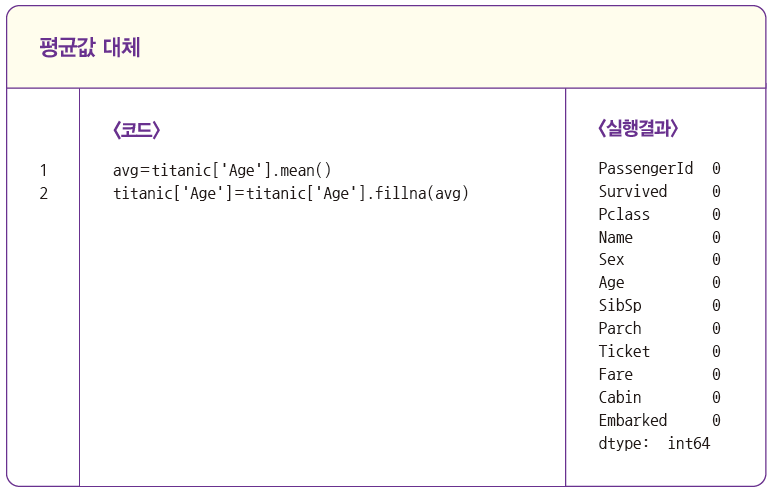 평균값 대체
<코드>
1 avg=titanic['Age'].mean()
2 titanic['Age']=titanic['Age'].fillna(avg)
<실행결과>
PassengerId 0
Survived 0
Pclass 0
Name 0
Sex 0
Age 0
SibSp 0
Parch 0
Ticket 0
Fare 0
Cabin 0
Embarked 0
dtype: int64